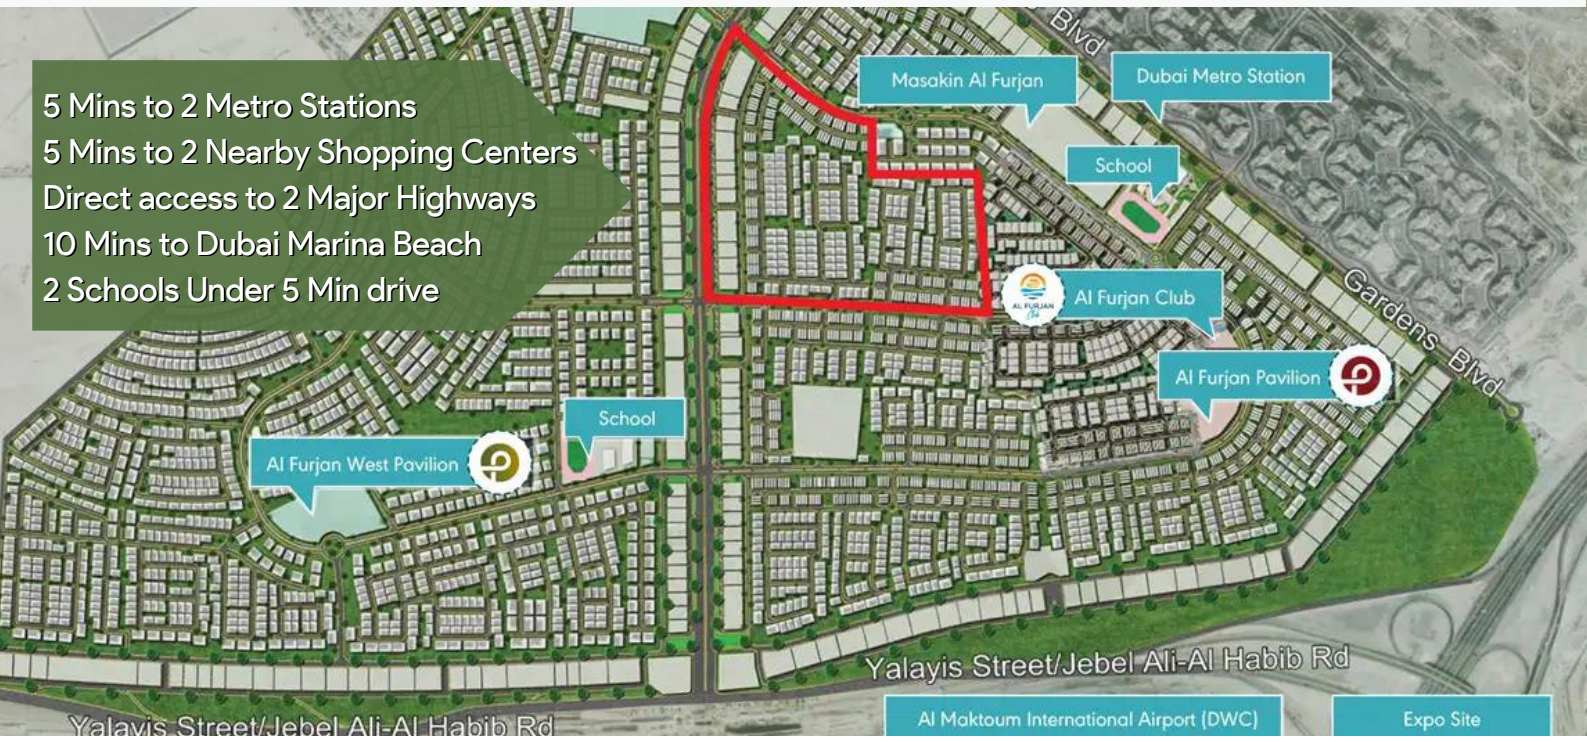 Blvd
5 Mins to 2 Metro Stations
5 Mins to 2 Nearby Shopping Centers
Direct access to 2 Major Highways
10 Mins to Dubai Marina Beach
2 Schools Under 5 Min drive
Masakin Al Furjan
Dubai Metro Station
School
Gardens Blvd
AL FURJAN
Club
Al Furjan Club
Al Furjan Pavilion
School
Al Furjan West Pavilion
Yalayis Street/Jebel Ali-Al Habib Rd
Al Maktoum International Airport (DWC)
Expo Site
Yalayis Street/Jebel Ali-Al Habib Rd